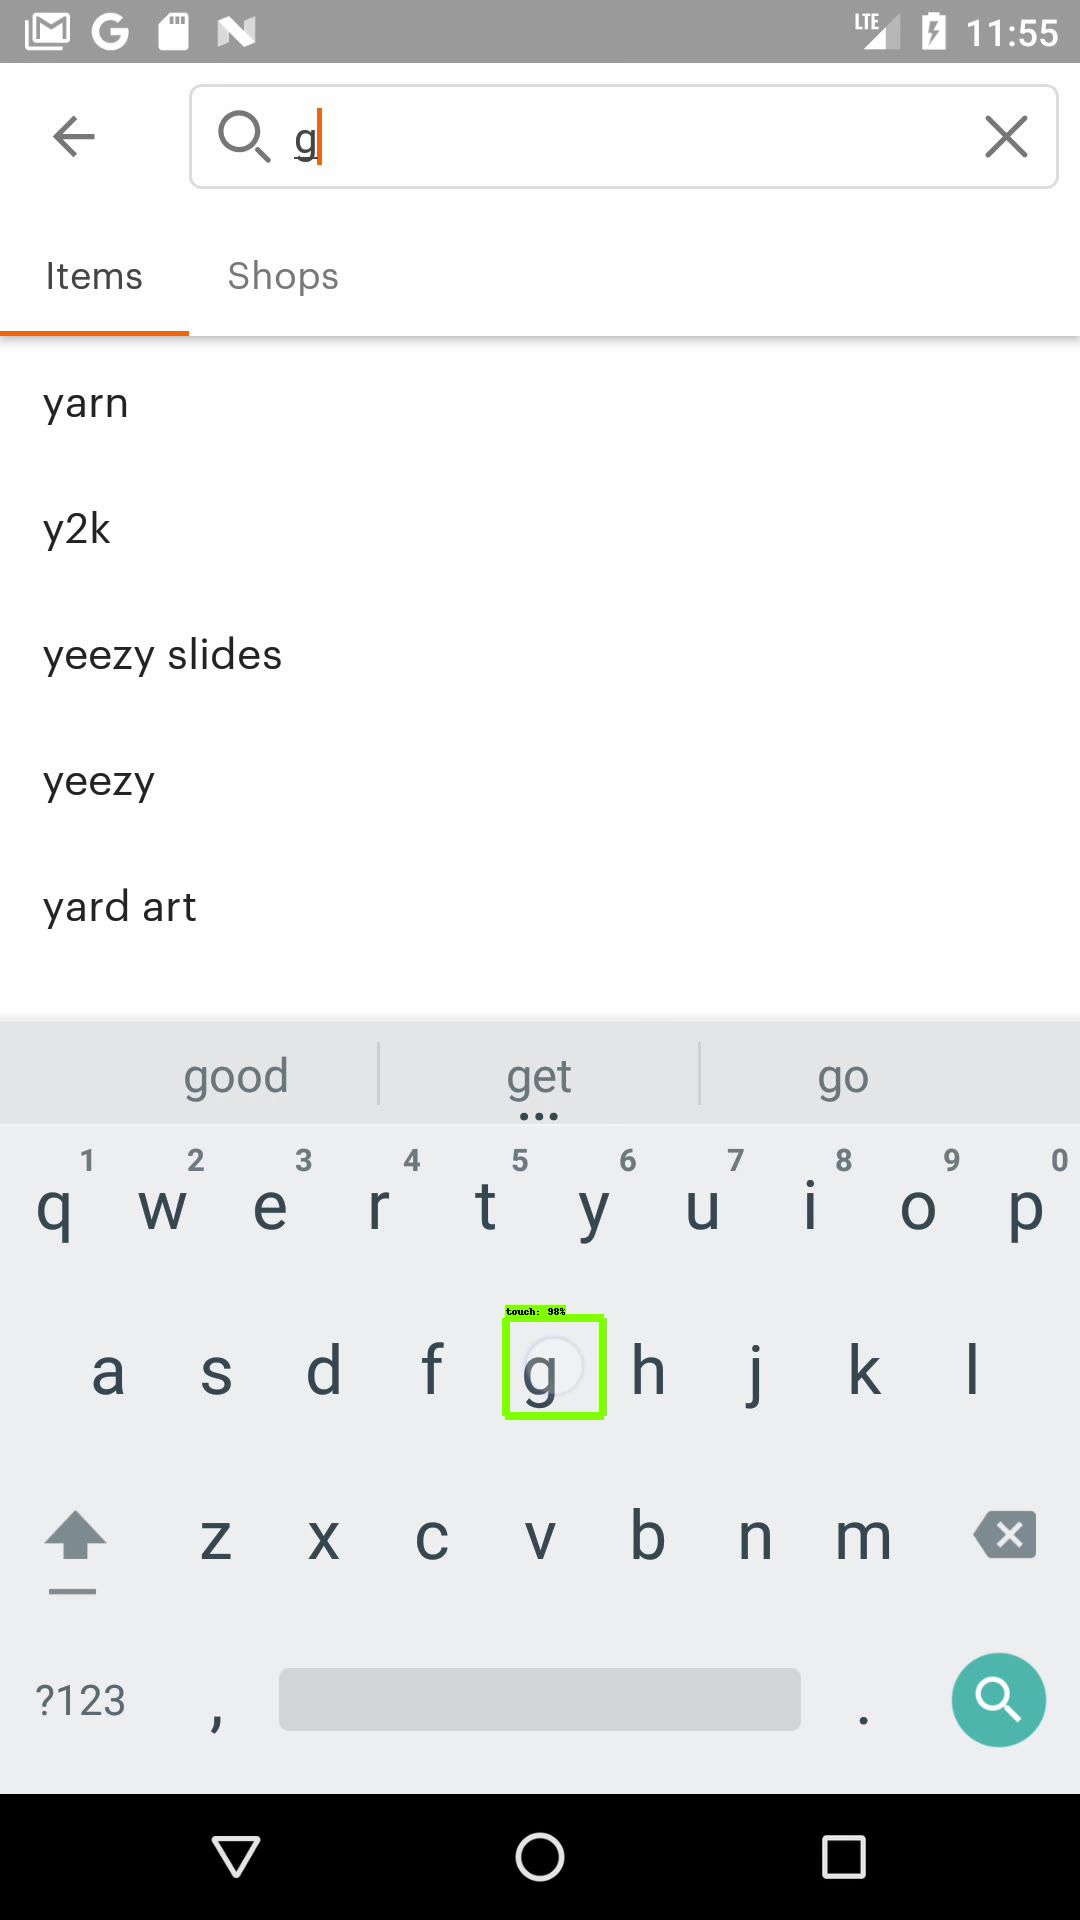 LTE 11:55
g
Items Shops
yarn
y2k
yeezy slides
yeezy
yard art
good get go
1 2 3 4 5 6 7 8 9 0
q w e r t y u i o p
touch: 98%
a s d f g h j k l
z x c v b n m
?123 , .